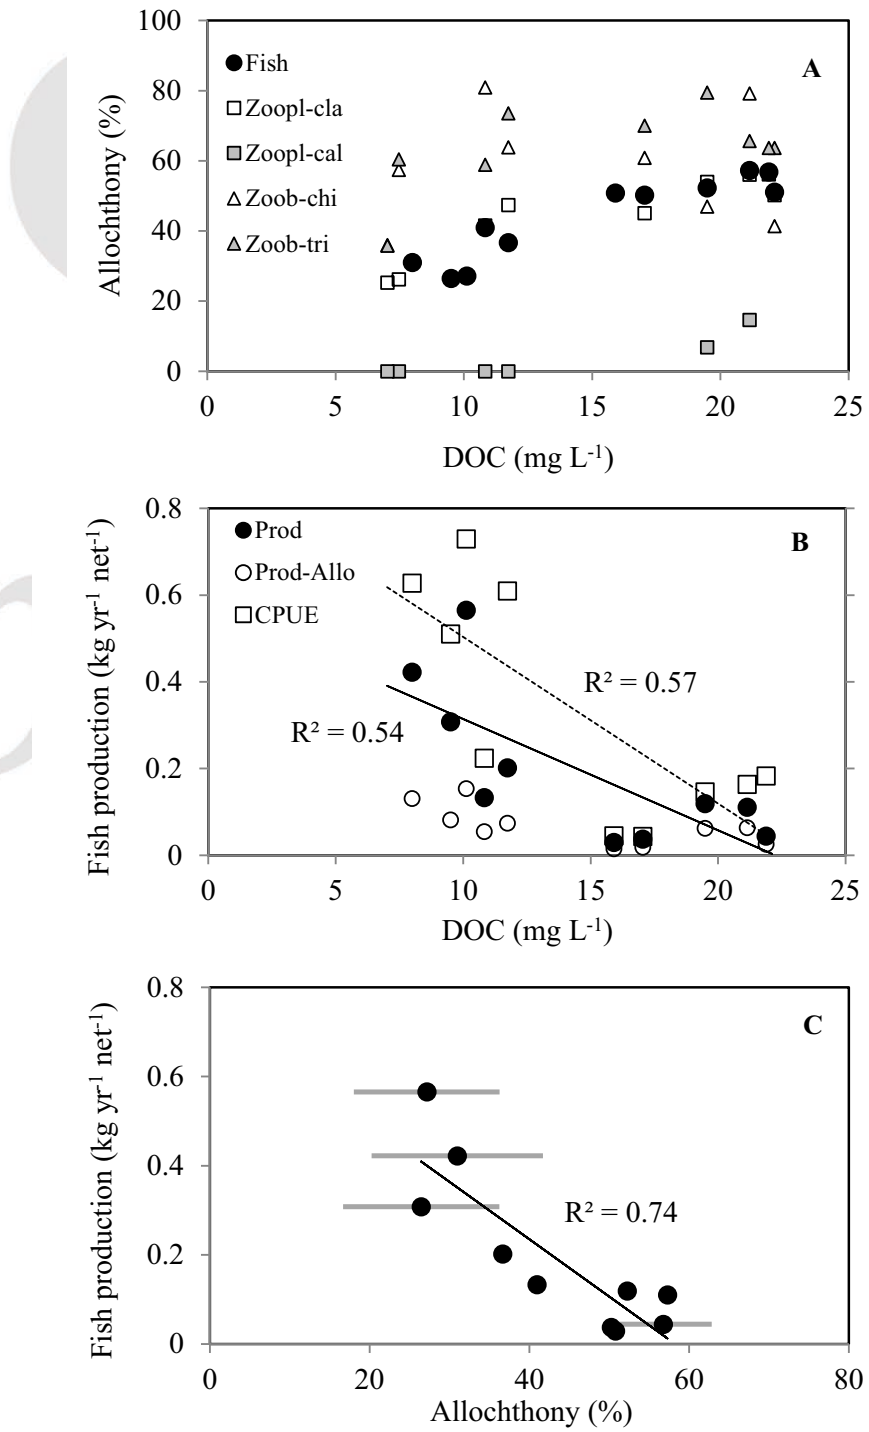 100
80
60
40
20
0
Allochthony (%)
Fish
Zoopl-cla
Zoopl-cal
Zoob-chi
Zoob-tri
A
0 5 10 15 20 25
DOC (mg L⁻¹)
0.8
0.6
0.4
0.2
0
Fish production (kg yr⁻¹ net⁻¹)
Prod
Prod-Allo
CPUE
B
R² = 0.57
R² = 0.54
0 5 10 15 20 25
DOC (mg L⁻¹)
0.8
0.6
0.4
0.2
0
Fish production (kg yr⁻¹ net⁻¹)
C
R² = 0.74
0 20 40 60 80
Allochthony (%)